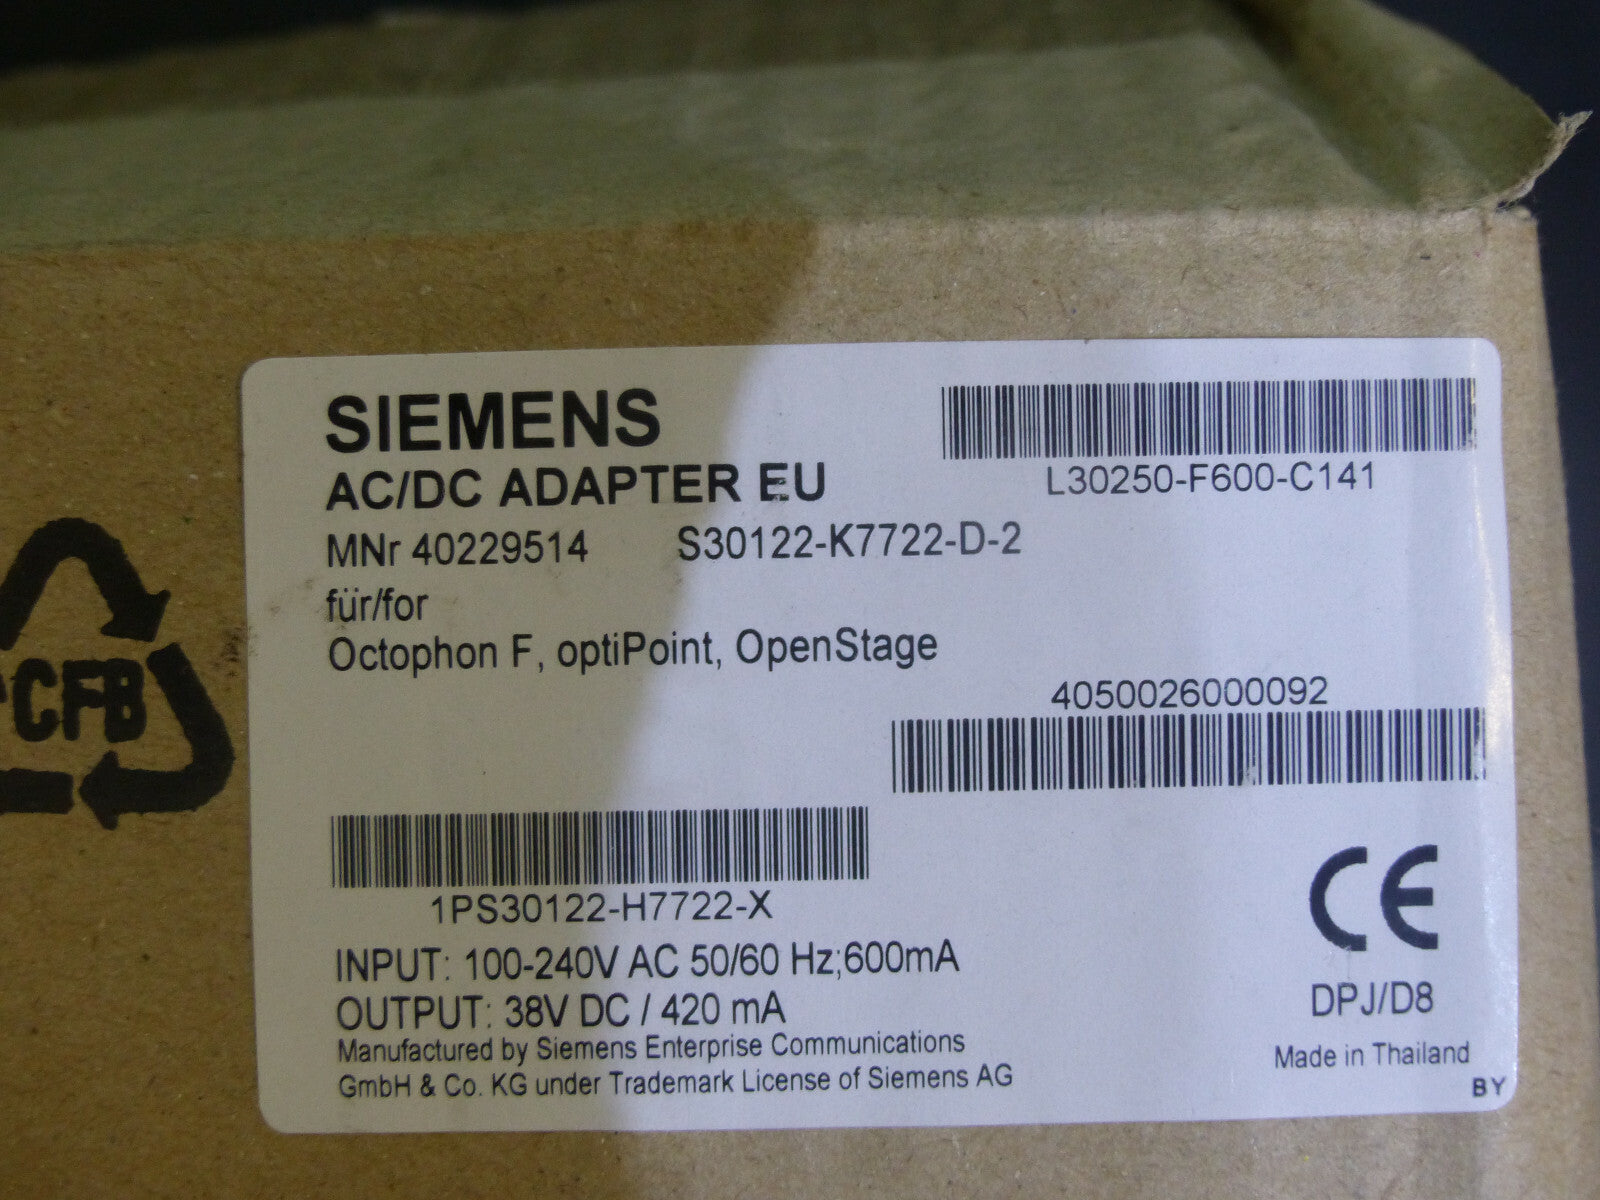 SIEMENS
AC/DC ADAPTER EU
L30250-F600-C141
MNr 40229514 S30122-K7722-D-2
für/for
Octophon F, optiPoint, OpenStage
4050026000092
CFB
1PS30122-H7722-X
INPUT: 100-240V AC 50/60 Hz;600mA
OUTPUT: 38V DC / 420 mA
Manufactured by Siemens Enterprise Communications
GmbH & Co. KG under Trademark License of Siemens AG
CE
DPJ/D8
Made in Thailand
BY